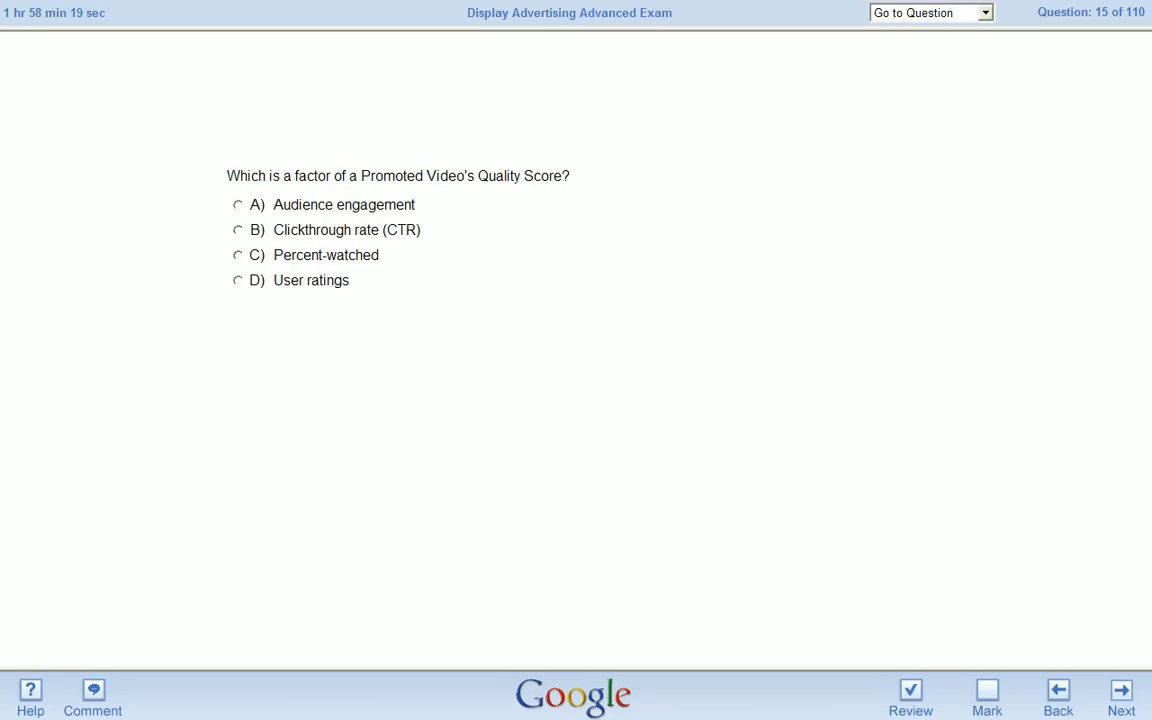 1 hr 58 min 19 sec
Display Advertising Advanced Exam
Go to Question
Question: 15 of 110
Which is a factor of a Promoted Video's Quality Score?
A) Audience engagement
B) Clickthrough rate (CTR)
C) Percent-watched
D) User ratings
? 
Help
Comment
Google
Review
Mark
Back
Next